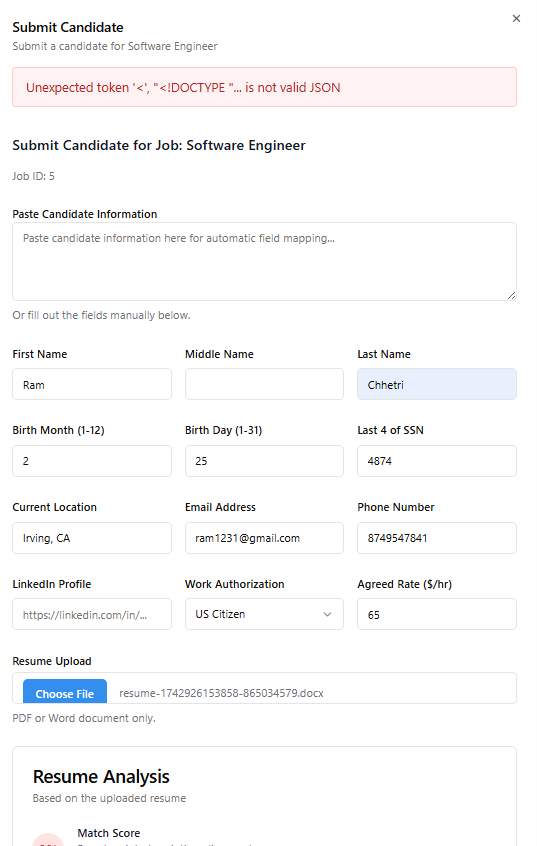 Submit Candidate
Submit a candidate for Software Engineer
Unexpected token '<', "<!DOCTYPE "... is not valid JSON
Submit Candidate for Job: Software Engineer
Job ID: 5
Paste Candidate Information
Paste candidate information here for automatic field mapping...
Or fill out the fields manually below.
First Name Middle Name Last Name
Ram Chhetri
Birth Month (1-12) Birth Day (1-31) Last 4 of SSN
2 25 4874
Current Location Email Address Phone Number
Irving, CA ram1231@gmail.com 8749547841
LinkedIn Profile Work Authorization Agreed Rate ($/hr)
https://linkedin.com/in/... US Citizen 65
Resume Upload
Choose File resume-1742926153858-865034579.docx
PDF or Word document only.
Resume Analysis
Based on the uploaded resume
Match Score